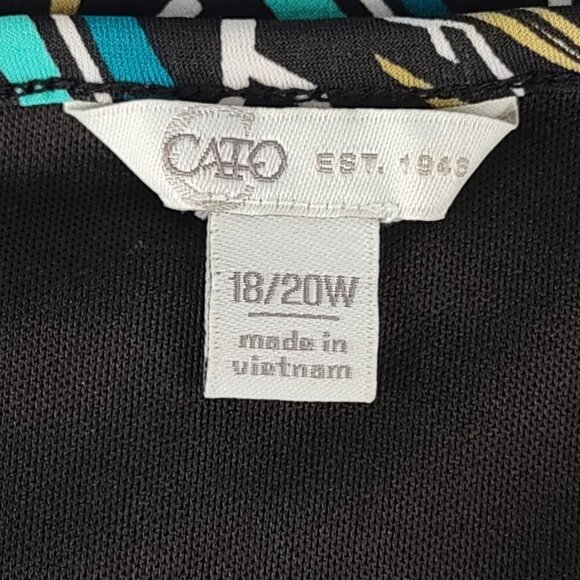 CATO EST. 1946
18/20W
made in
vietnam